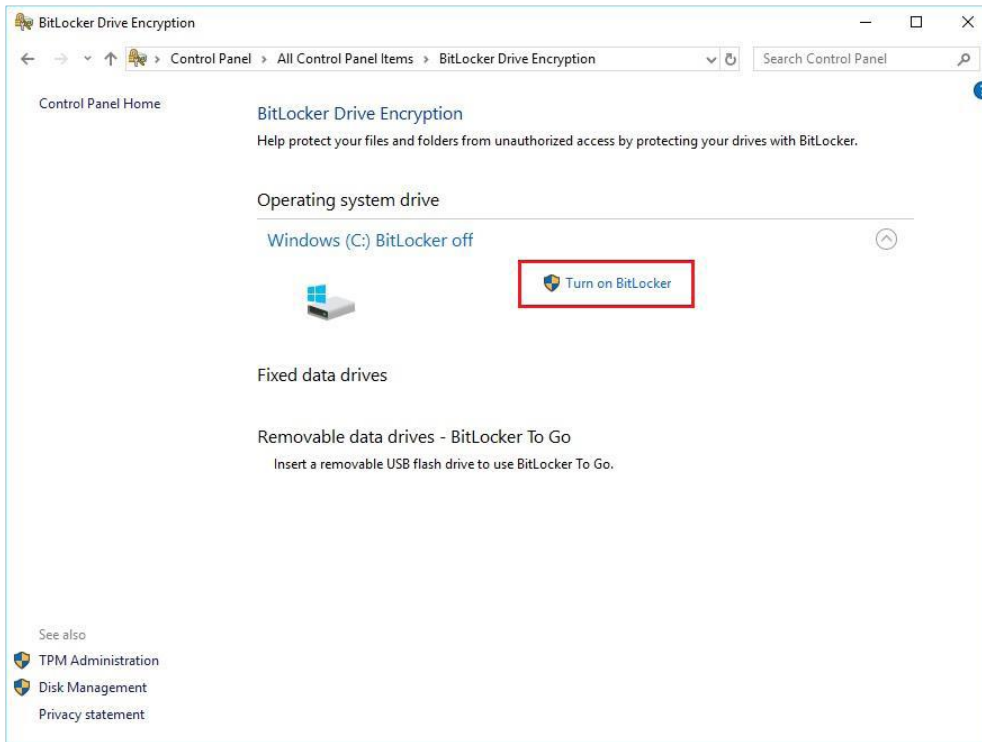 BitLocker Drive Encryption
Control Panel > All Control Panel Items > BitLocker Drive Encryption
Search Control Panel
Control Panel Home
BitLocker Drive Encryption
Help protect your files and folders from unauthorized access by protecting your drives with BitLocker.
Operating system drive
Windows (C:) BitLocker off
Turn on BitLocker
Fixed data drives
Removable data drives - BitLocker To Go
Insert a removable USB flash drive to use BitLocker To Go.
See also
TPM Administration
Disk Management
Privacy statement